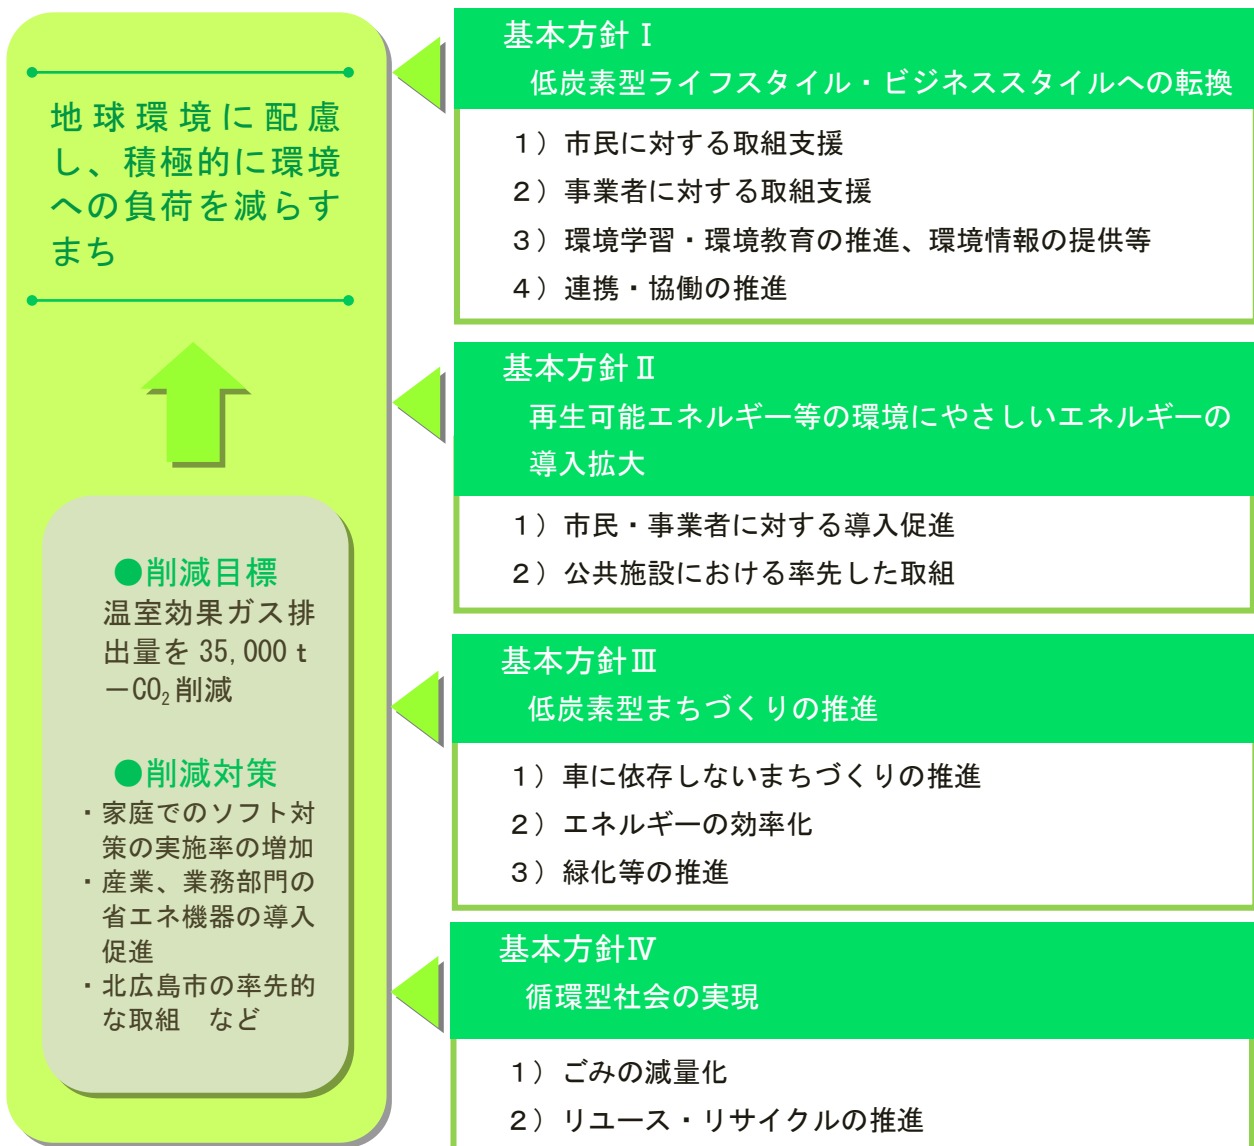 地球環境に配慮
し、積極的に環境
への負荷を減らす
まち
●削減目標
温室効果ガス排
出量を 35,000 t
－CO₂削減
●削減対策
・家庭でのソフト対
策の実施率の増加
・産業、業務部門の
省エネ機器の導入
促進
・北広島市の率先的
な取組　など
基本方針Ⅰ
低炭素型ライフスタイル・ビジネススタイルへの転換
１）市民に対する取組支援
２）事業者に対する取組支援
３）環境学習・環境教育の推進、環境情報の提供等
４）連携・協働の推進
基本方針Ⅱ
再生可能エネルギー等の環境にやさしいエネルギーの
導入拡大
１）市民・事業者に対する導入促進
２）公共施設における率先した取組
基本方針Ⅲ
低炭素型まちづくりの推進
１）車に依存しないまちづくりの推進
２）エネルギーの効率化
３）緑化等の推進
基本方針Ⅳ
循環型社会の実現
１）ごみの減量化
２）リユース・リサイクルの推進